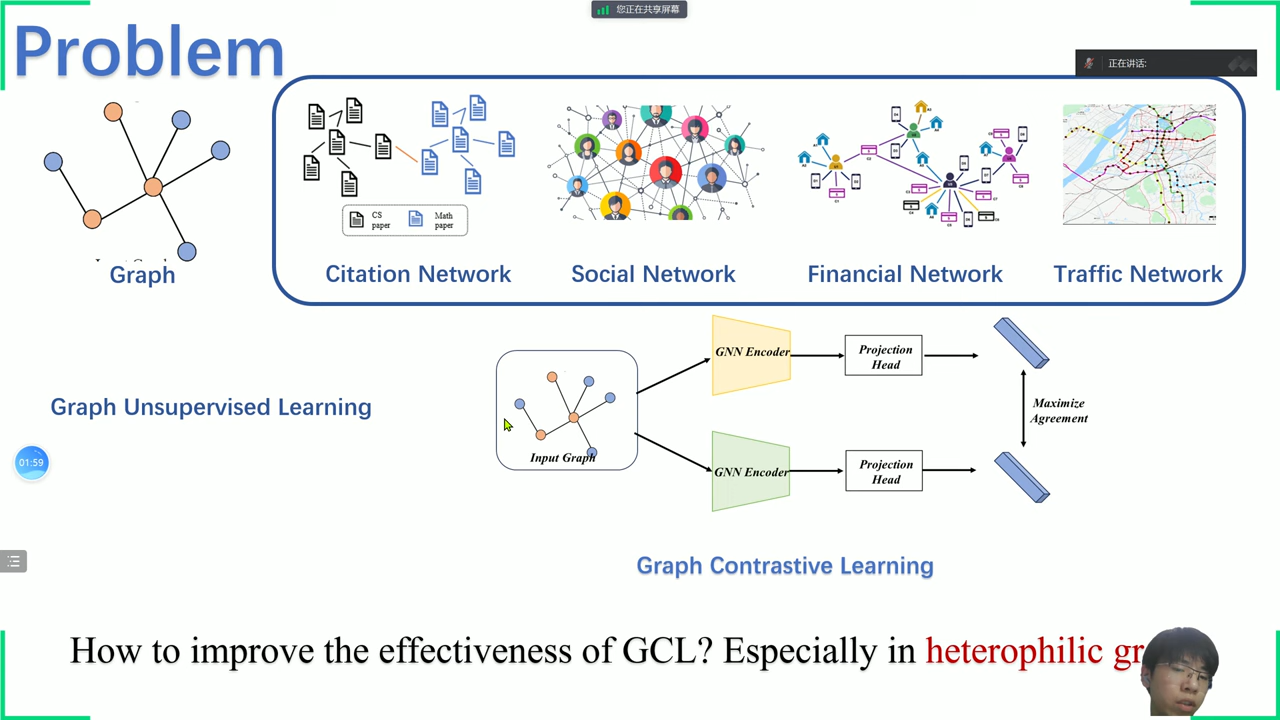 您正在共享屏幕
Problem
正在讲话:
CS
paper
Math
paper
Graph
Citation Network
Social Network
Financial Network
Traffic Network
Graph Unsupervised Learning
GNN Encoder
Projection
Head
Input Graph
Maximize
Agreement
GNN Encoder
Projection
Head
01:59
Graph Contrastive Learning
How to improve the effectiveness of GCL? Especially in heterophilic gr